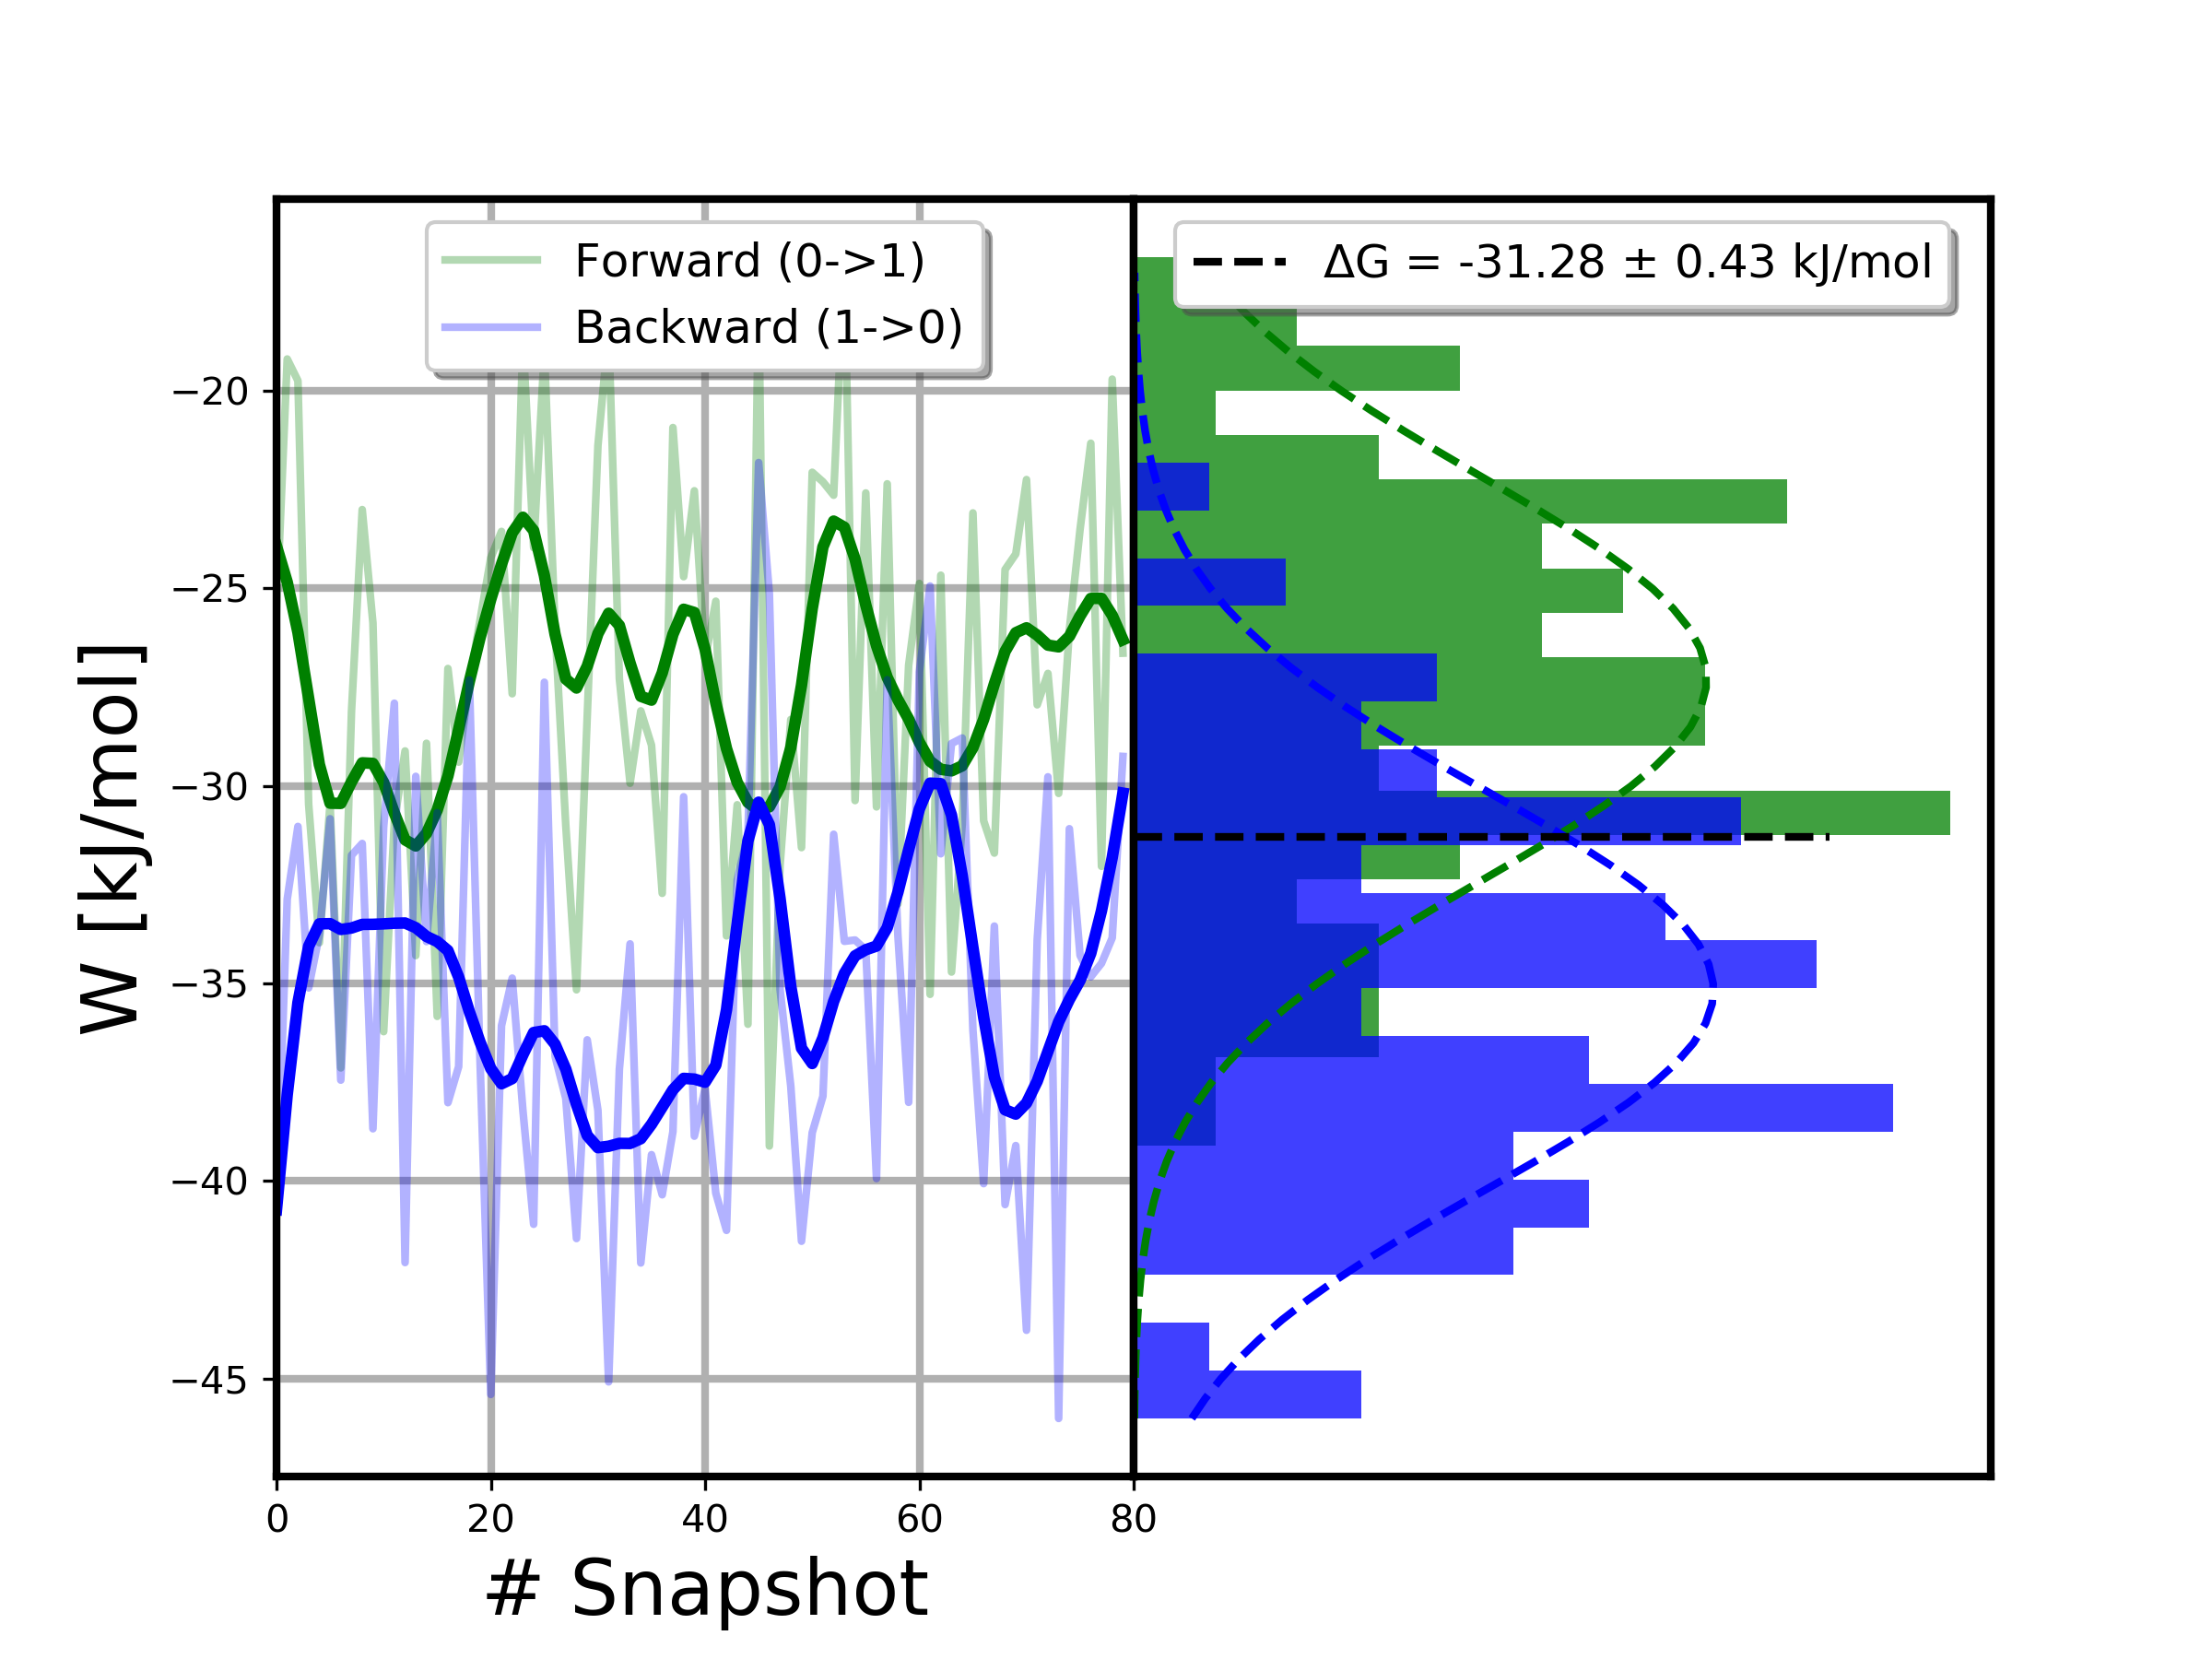 Forward (0->1)
Backward (1->0)
ΔG = -31.28 ± 0.43 kJ/mol
−20
−25
−30
−35
−40
−45
W [kJ/mol]
0 20 40 60 80
# Snapshot